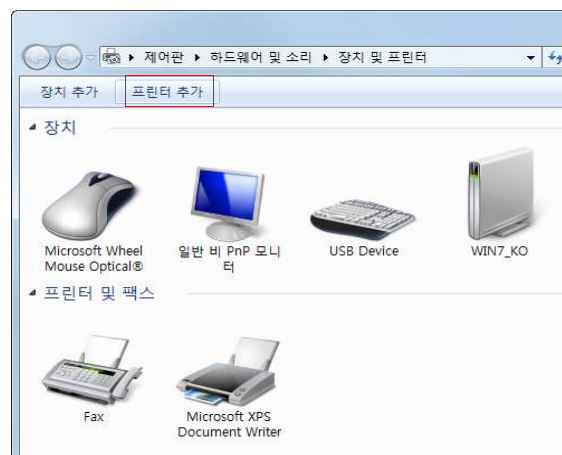 제어판 ▸ 하드웨어 및 소리 ▸ 장치 및 프린터
장치 추가 프린터 추가
장치
Microsoft Wheel
Mouse Optical®
일반 비 PnP 모니
터
USB Device
WIN7_KO
프린터 및 팩스
Fax
Microsoft XPS
Document Writer